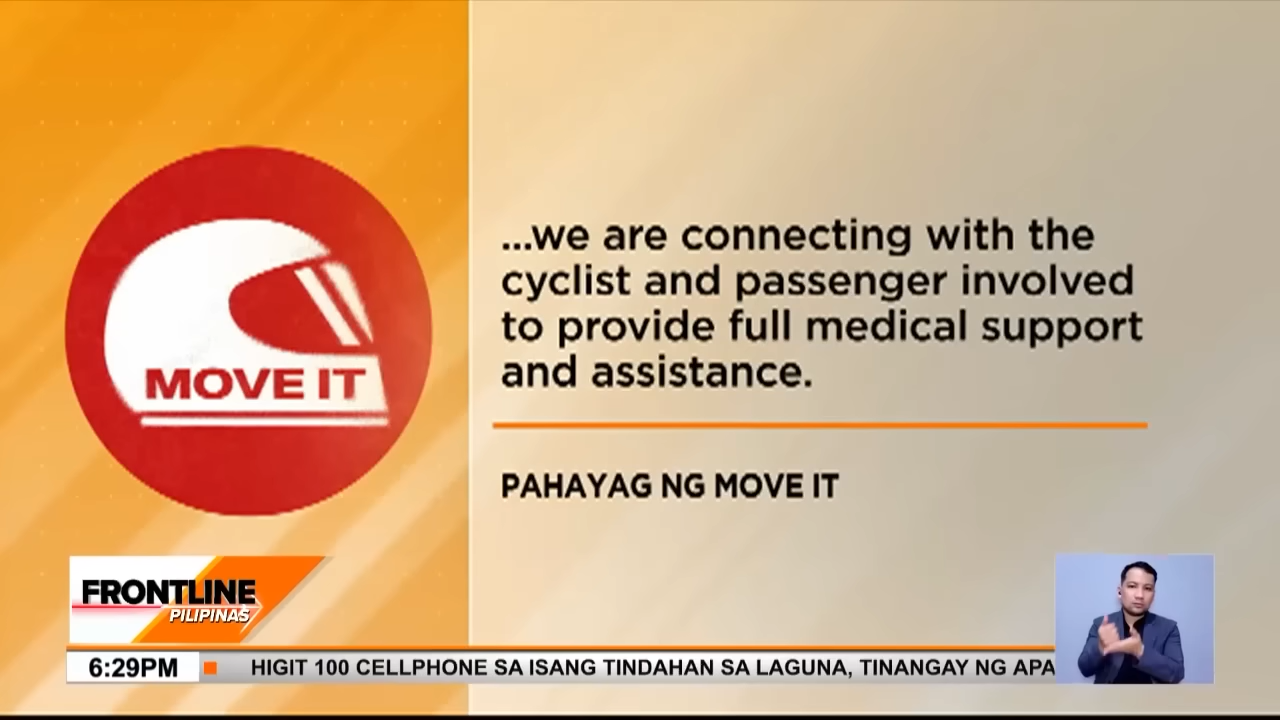 MOVE IT
...we are connecting with the
cyclist and passenger involved
to provide full medical support
and assistance.
PAHAYAG NG MOVE IT
FRONTLINE
PILIPINAS
6:29PM
HIGIT 100 CELLPHONE SA ISANG TINDAHAN SA LAGUNA, TINANGAY NG APA